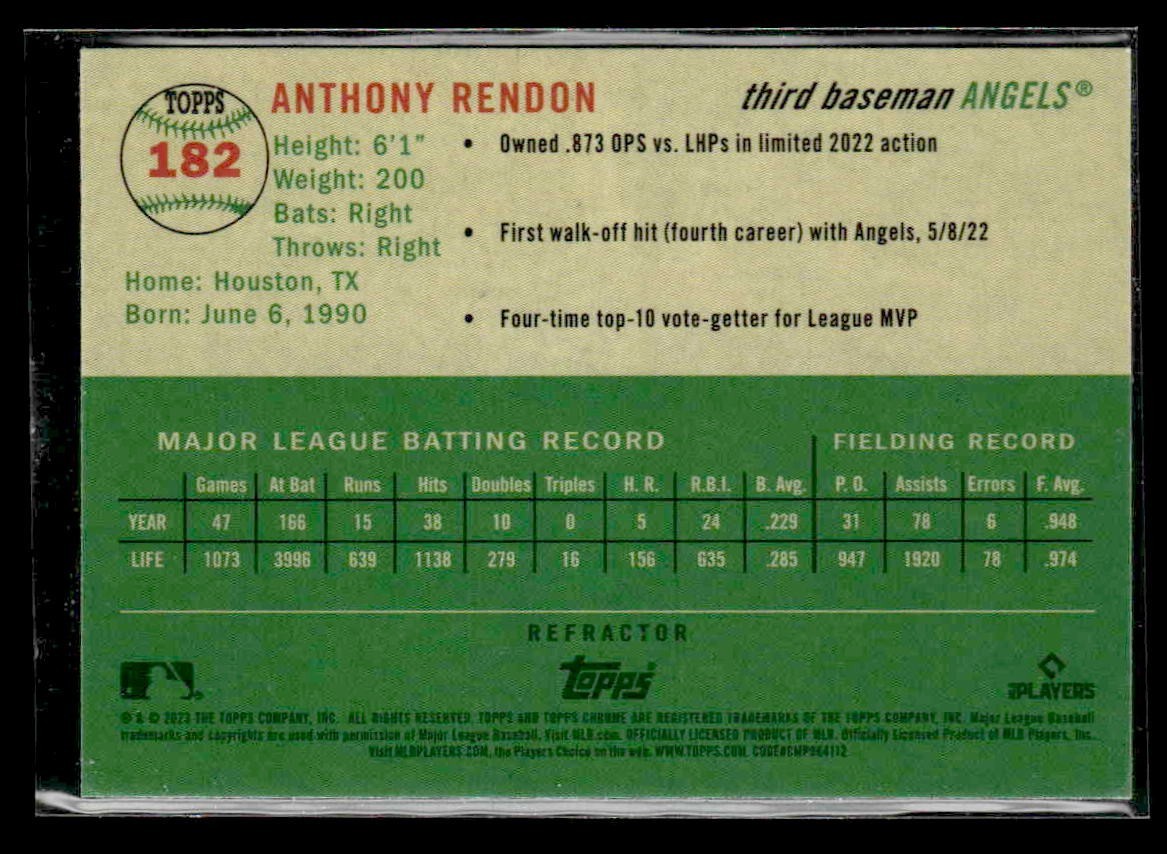 TOPPS
182
ANTHONY RENDON
third baseman ANGELS®
Height: 6'1"
Weight: 200
Bats: Right
Throws: Right
Home: Houston, TX
Born: June 6, 1990
• Owned .873 OPS vs. LHPs in limited 2022 action
• First walk-off hit (fourth career) with Angels, 5/8/22
• Four-time top-10 vote-getter for League MVP
MAJOR LEAGUE BATTING RECORD FIELDING RECORD
Games At Bat Runs Hits Doubles Triples H. R. R.B.I. B. Avg. P. O. Assists Errors F. Avg.
YEAR 47 166 15 38 10 0 5 24 .229 31 78 6 .948
LIFE 1073 3996 639 1138 279 16 156 635 .285 947 1920 78 .974
REFRACTOR
topps
PLAYERS
® & © 2023 THE TOPPS COMPANY, INC. ALL RIGHTS RESERVED. TOPPS AND TOPPS CHROME ARE REGISTERED TRADEMARKS OF THE TOPPS COMPANY, INC. Major League Baseball
trademarks and copyrights are used with permission of Major League Baseball. Visit MLB.com. OFFICIALLY LICENSED PRODUCT OF MLB. Officially Licensed Product of MLB Players, Inc.
Visit MLBPLAYERS.COM, the Players Choice on the web. WWW.TOPPS.COM.